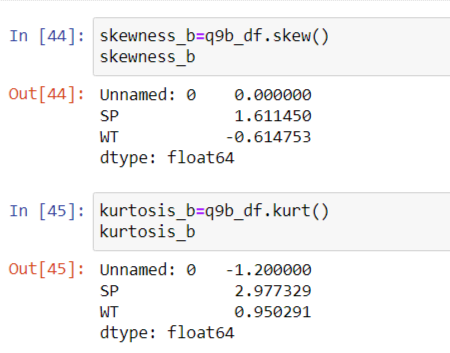 In [44]: skewness_b=q9b_df.skew()
skewness_b
Out[44]: Unnamed: 0    0.000000
SP            1.611450
WT           -0.614753
dtype: float64
In [45]: kurtosis_b=q9b_df.kurt()
kurtosis_b
Out[45]: Unnamed: 0   -1.200000
SP            2.977329
WT            0.950291
dtype: float64